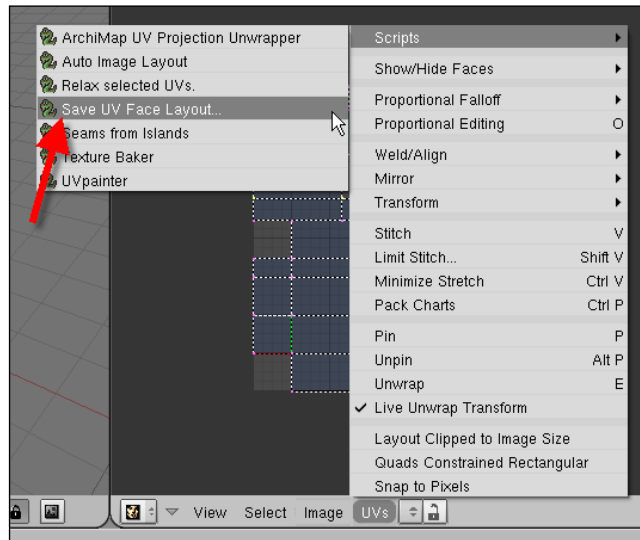 ArchiMap UV Projection Unwrapper
Auto Image Layout
Relax selected UVs.
Save UV Face Layout...
Seams from Islands
Texture Baker
UVpainter
Scripts
Show/Hide Faces
Proportional Falloff
Proportional Editing O
Weld/Align
Mirror
Transform
Stitch V
Limit Stitch... Shift V
Minimize Stretch Ctrl V
Pack Charts Ctrl P
Pin P
Unpin Alt P
Unwrap E
Live Unwrap Transform
Layout Clipped to Image Size
Quads Constrained Rectangular
Snap to Pixels
View Select Image UVs